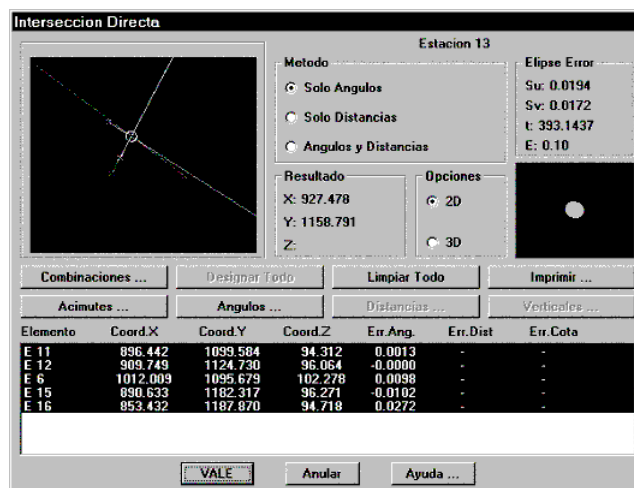 Interseccion Directa
Estacion 13
Metodo
Solo Angulos
Solo Distancias
Angulos y Distancias
Elipse Error
Su: 0.0194
Sv: 0.0172
t: 393.1437
E: 0.10
Resultado
X: 927.478
Y: 1158.791
Z:
Opciones
2D
3D
Combinaciones ... Designar Todo Limpiar Todo Imprimir ...
Acimutes ... Angulos ... Distancias ... Verticales ...
Elemento Coord.X Coord.Y Coord.Z Err.Ang. Err.Dist Err.Cota
E 11 896.442 1099.584 94.312 0.0013 - -
E 12 909.749 1124.730 96.064 -0.0000 - -
E 6 1012.009 1095.679 102.278 0.0098 - -
E 15 890.633 1182.317 96.271 -0.0102 - -
E 16 853.432 1187.870 94.718 0.0272 - -
VALE Anular Ayuda ...